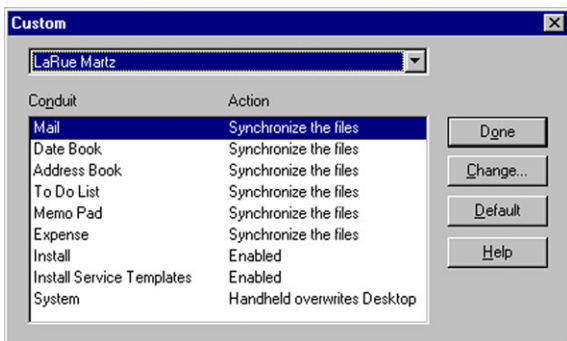 Custom
LaRue Martz
Conduit Action
Mail Synchronize the files
Date Book Synchronize the files
Address Book Synchronize the files
To Do List Synchronize the files
Memo Pad Synchronize the files
Expense Synchronize the files
Install Enabled
Install Service Templates Enabled
System Handheld overwrites Desktop
Done
Change...
Default
Help